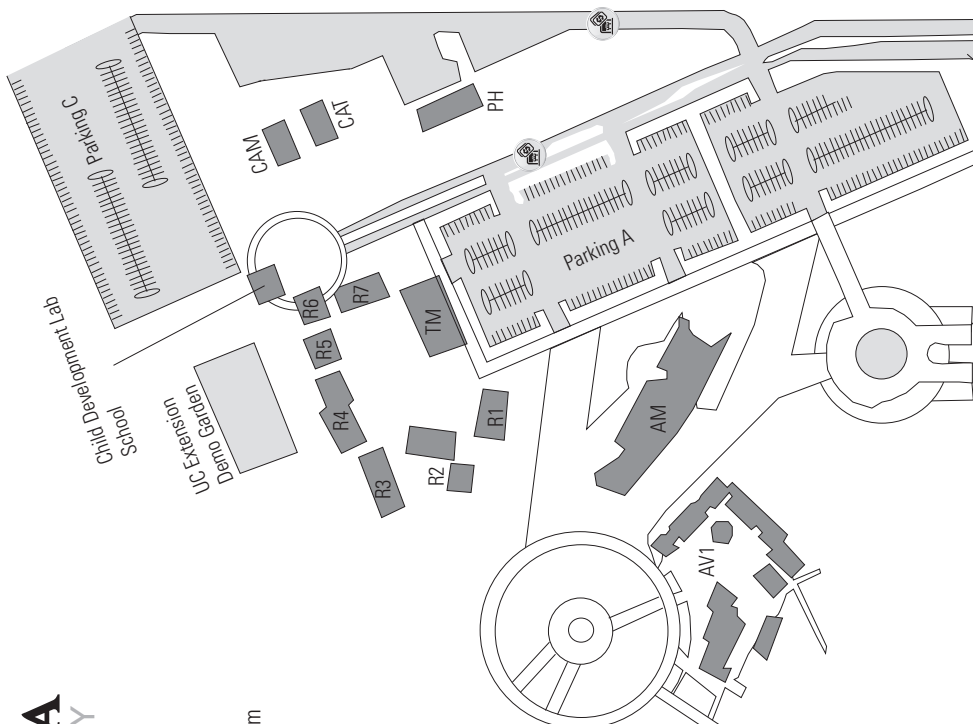 Parking C
CAM
CAT
PH
Child Development Lab
School
UC Extension
Demo Garden
R6
R7
R5
R4
R3
R2
R1
TM
Parking A
AM
AV1
A
Y
m